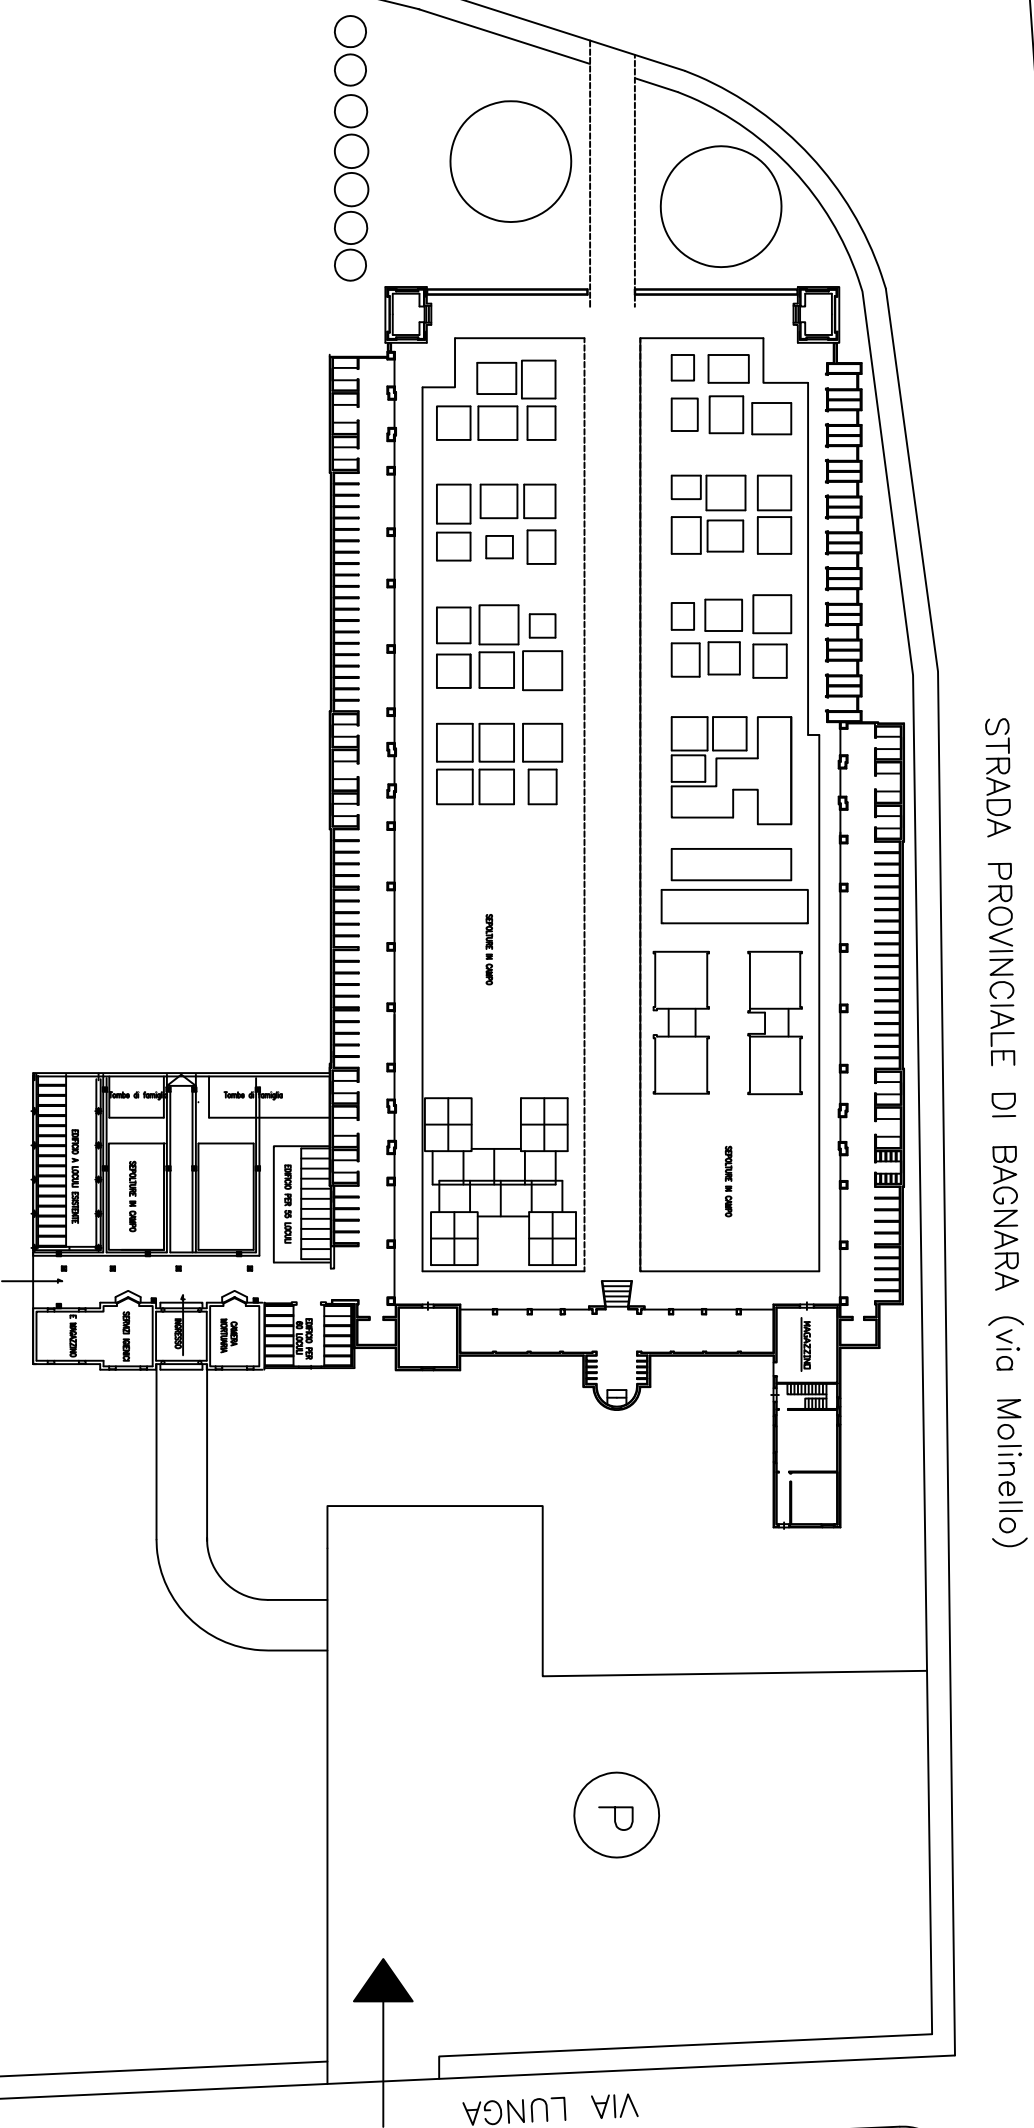 STRADA PROVINCIALE DI BAGNARA (via Molinello)
SEPOLTURE IN CAMPO
SEPOLTURE IN CAMPO
Tombe di famiglia
Tombe di famiglia
EDIFICIO A LOCULI ESISTENTE
SEPOLTURE IN CAMPO
EDIFICIO PER 55 LOCULI
E MAGAZZINO
SERVIZI IGIENICI
INGRESSO
CAMERA
MORTUARIA
EDIFICIO PER
60 LOCULI
MAGAZZINO
P
VIA LUNGA